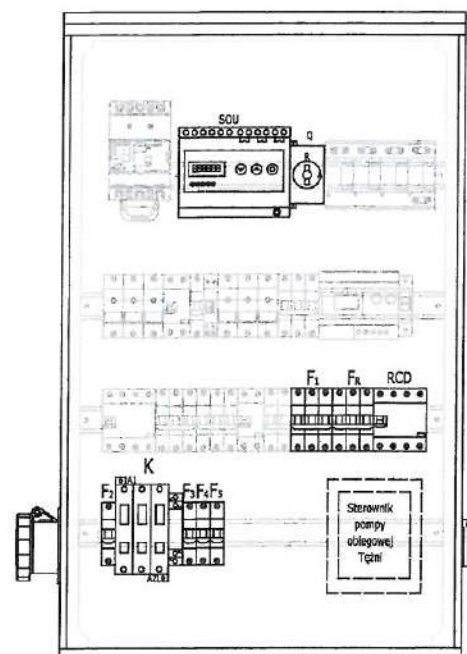 SOU
Q
R
F1 FR RCD
K
F2
F3 F4 F5
Sterownik
pompy
obiegowej
Tężni